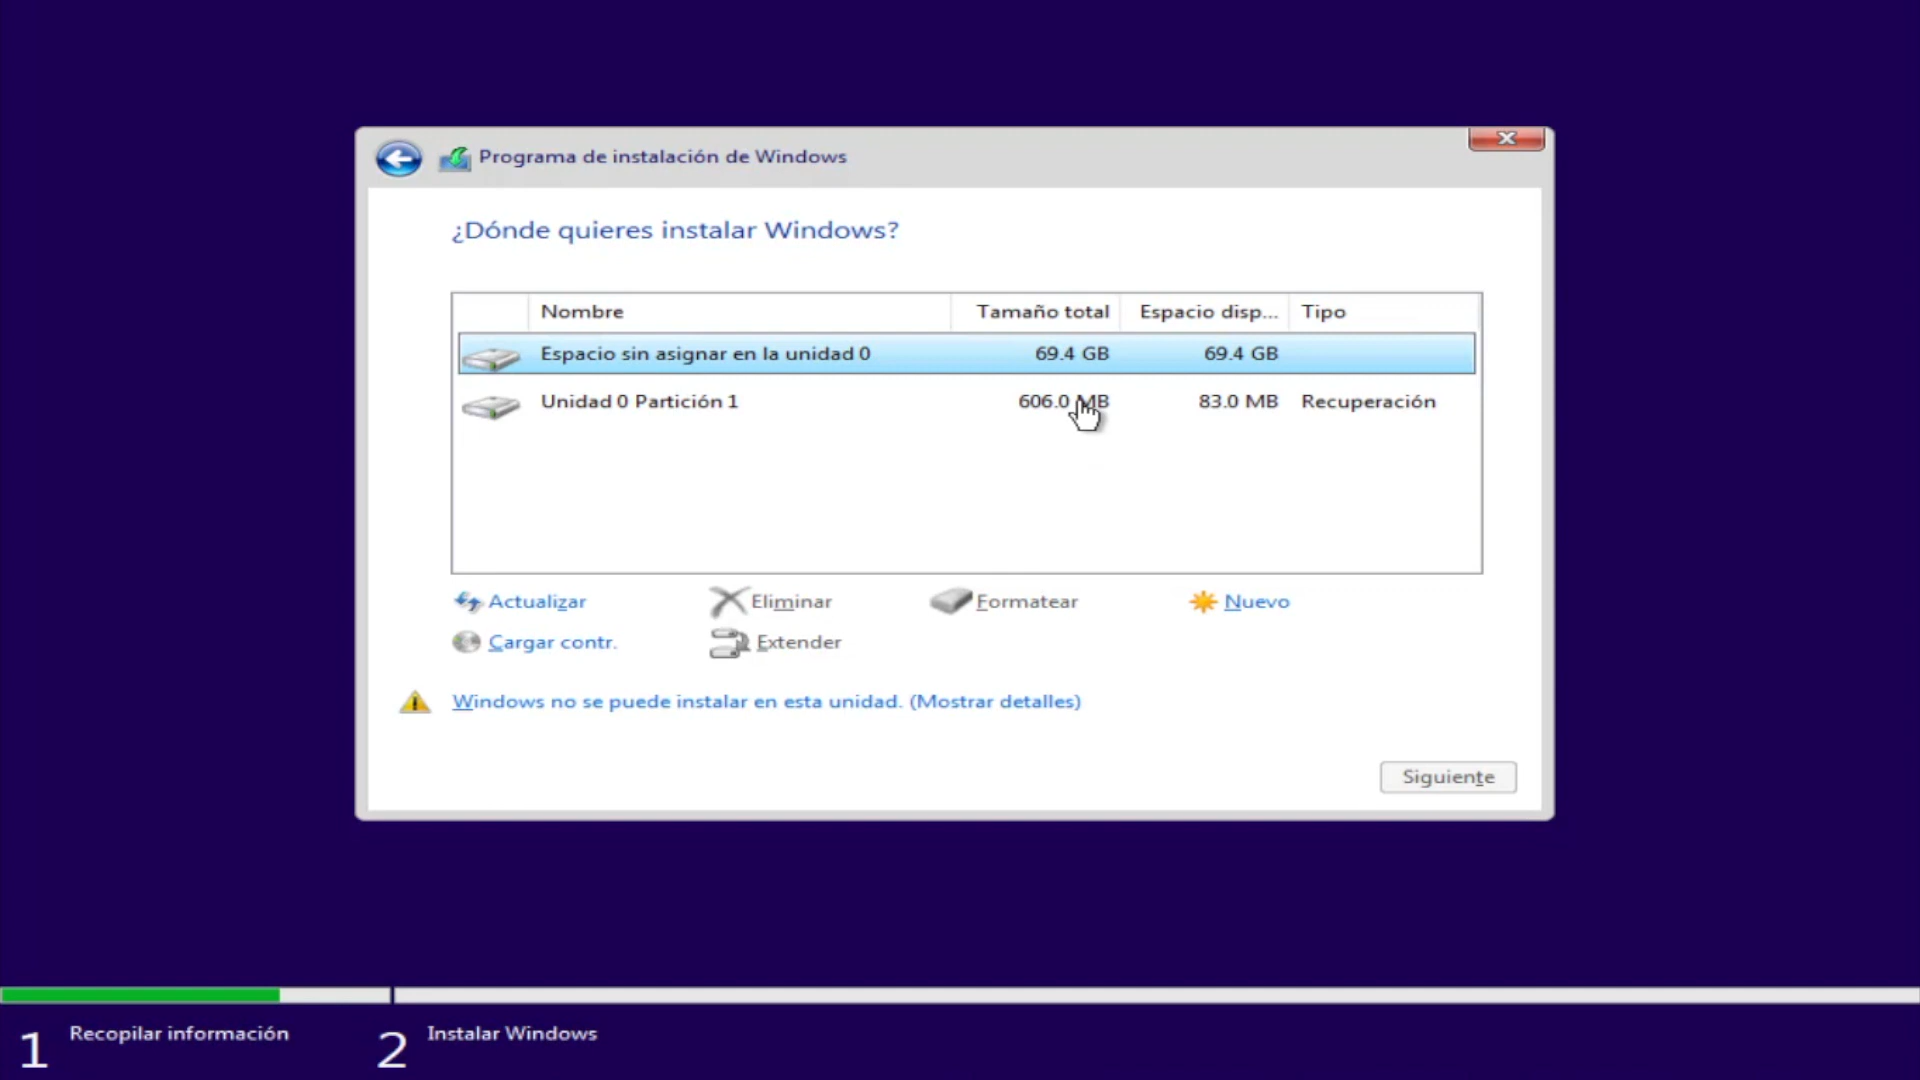 Programa de instalación de Windows
¿Dónde quieres instalar Windows?
Nombre Tamaño total Espacio disp... Tipo
Espacio sin asignar en la unidad 0 69.4 GB 69.4 GB
Unidad 0 Partición 1 606.0 MB 83.0 MB Recuperación
Actualizar Eliminar Formatear Nuevo
Cargar contr. Extender
Windows no se puede instalar en esta unidad. (Mostrar detalles)
Siguiente
1 Recopilar información 2 Instalar Windows